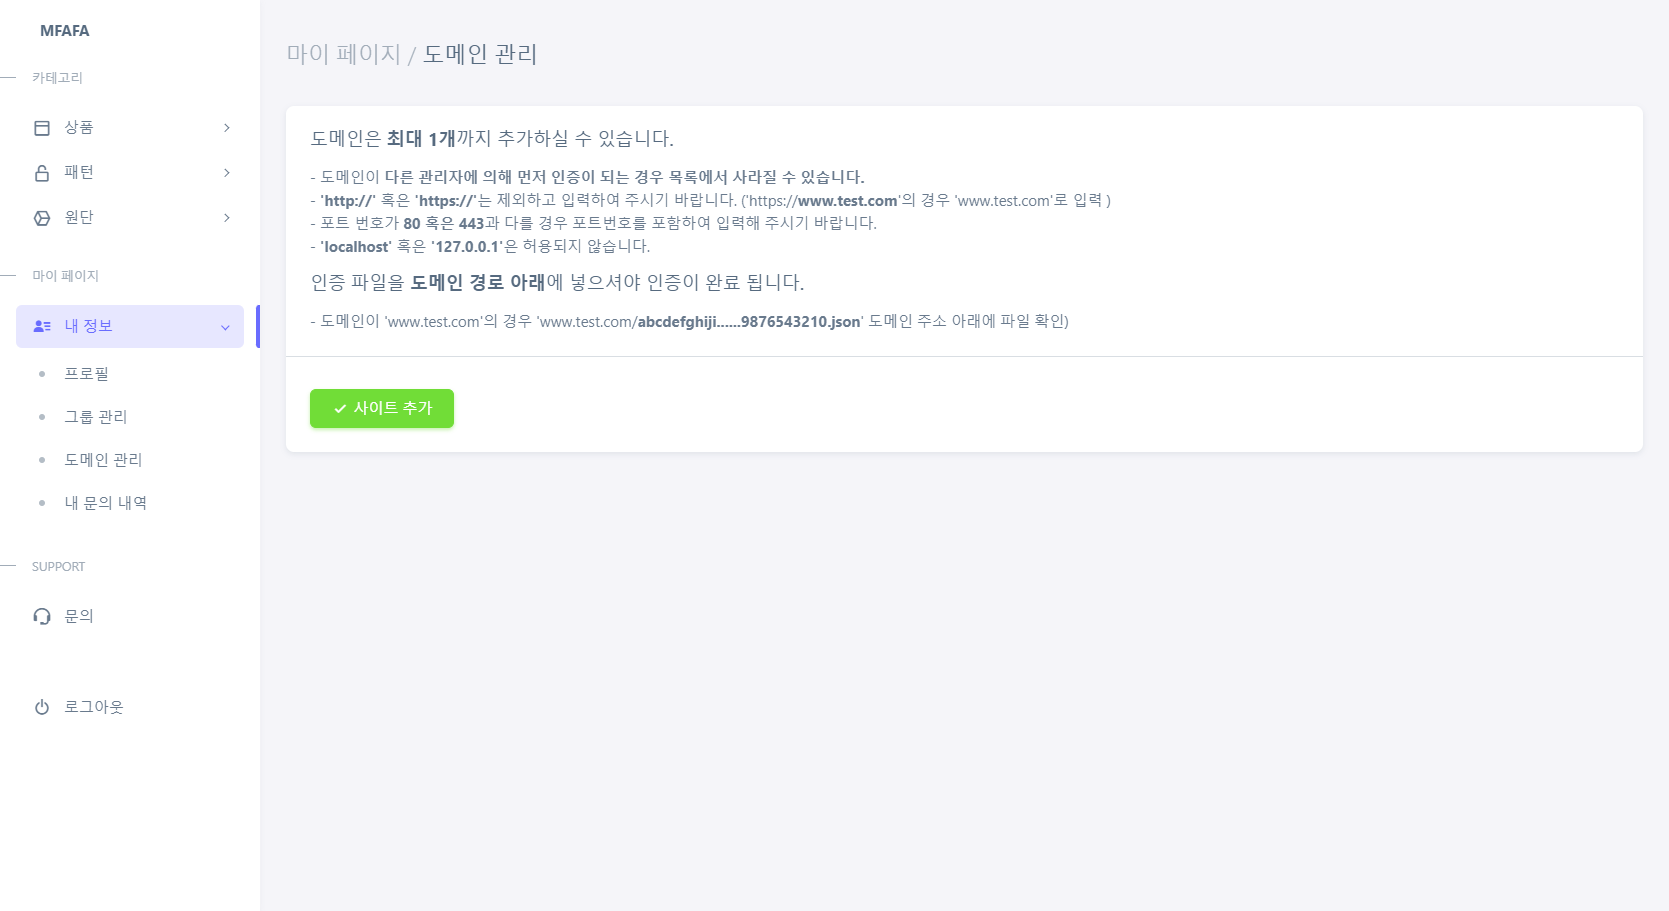 MFAFA
카테고리
상품
패턴
원단
마이 페이지
내 정보
프로필
그룹 관리
도메인 관리
내 문의 내역
SUPPORT
문의
로그아웃
마이 페이지 / 도메인 관리
도메인은 최대 1개까지 추가하실 수 있습니다.
- 도메인이 다른 관리자에 의해 먼저 인증이 되는 경우 목록에서 사라질 수 있습니다.
- 'http://' 혹은 'https://'는 제외하고 입력하여 주시기 바랍니다. ('https://www.test.com'의 경우 'www.test.com'로 입력 )
- 포트 번호가 80 혹은 443과 다를 경우 포트번호를 포함하여 입력해 주시기 바랍니다.
- 'localhost' 혹은 '127.0.0.1'은 허용되지 않습니다.
인증 파일을 도메인 경로 아래에 넣으셔야 인증이 완료 됩니다.
- 도메인이 'www.test.com'의 경우 'www.test.com/abcdefghiji......9876543210.json' 도메인 주소 아래에 파일 확인)
사이트 추가